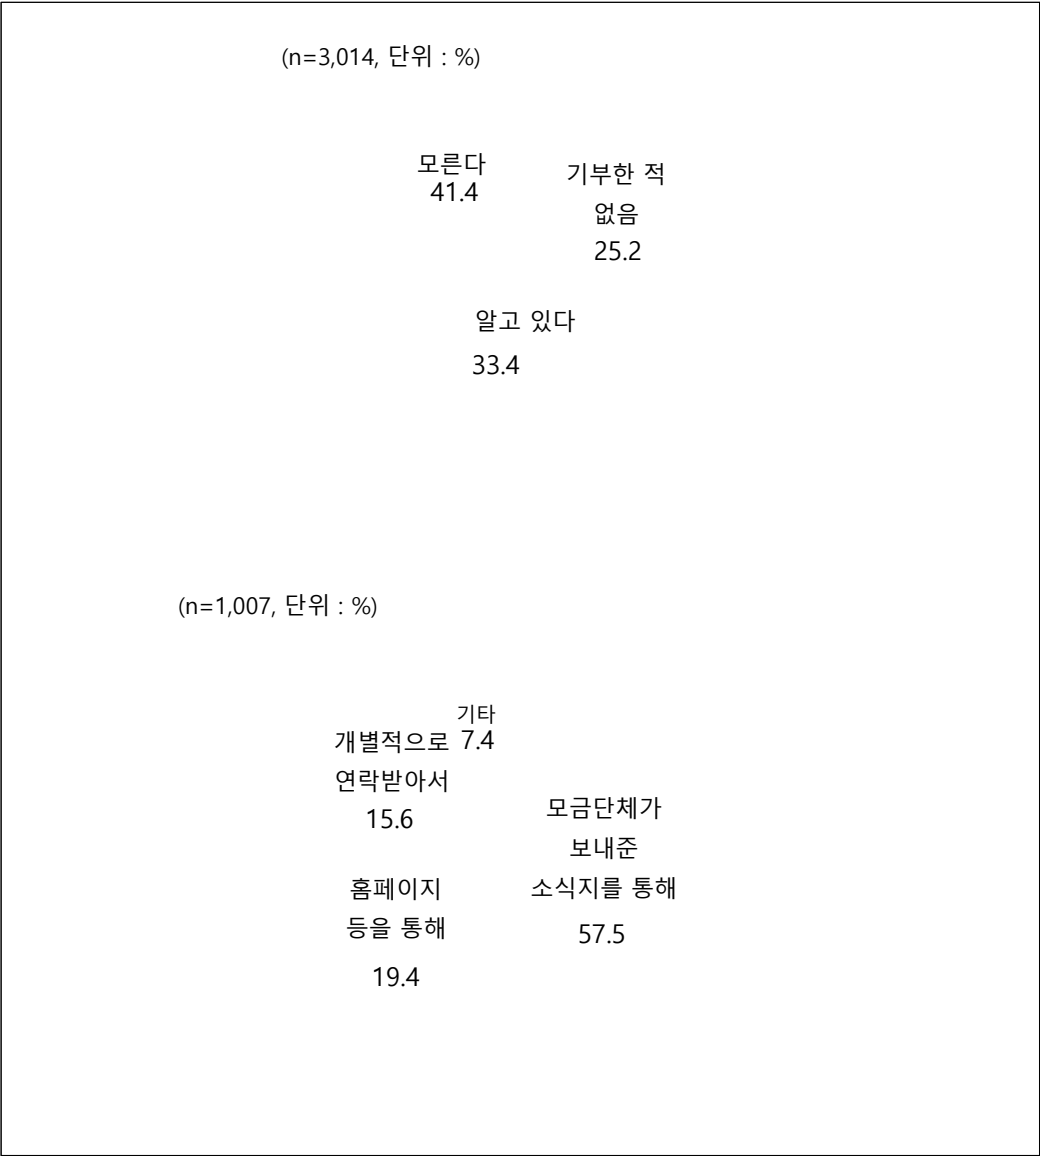 (n=3,014, 단위 : %)
모른다
41.4
기부한 적
없음
25.2
알고 있다
33.4
(n=1,007, 단위 : %)
기타
7.4
개별적으로
연락받아서
15.6
모금단체가
보내준
소식지를 통해
57.5
홈페이지
등을 통해
19.4